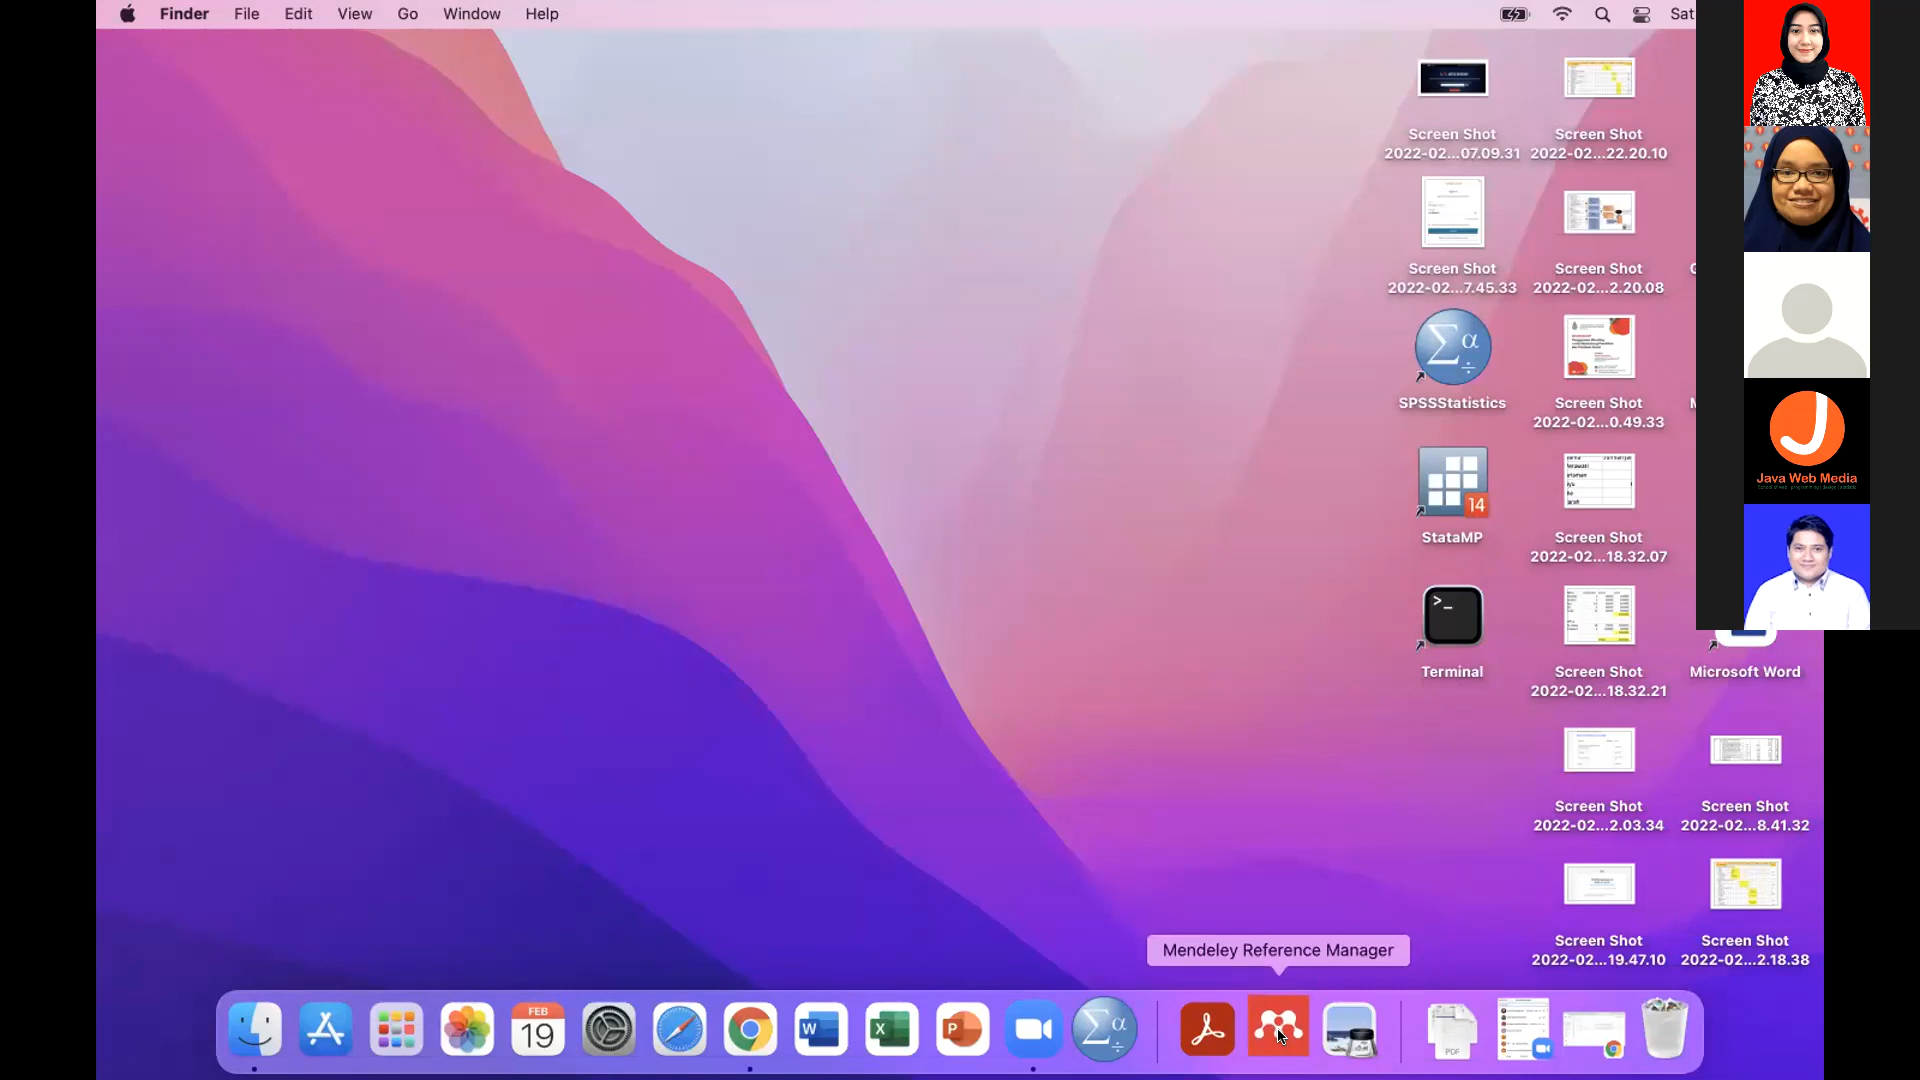 Finder File Edit View Go Window Help
Sat
Screen Shot
2022-02...07.09.31
Screen Shot
2022-02...22.20.10
Screen Shot
2022-02...7.45.33
Screen Shot
2022-02...2.20.08
SPSSStatistics
Screen Shot
2022-02...0.49.33
14
StataMP
Screen Shot
2022-02...18.32.07
>_
Terminal
Screen Shot
2022-02...18.32.21
Microsoft Word
Screen Shot
2022-02...2.03.34
Screen Shot
2022-02...8.41.32
Screen Shot
2022-02...19.47.10
Screen Shot
2022-02...2.18.38
Java Web Media
Mendeley Reference Manager
FEB
19
W
X
P
Σα
PDF